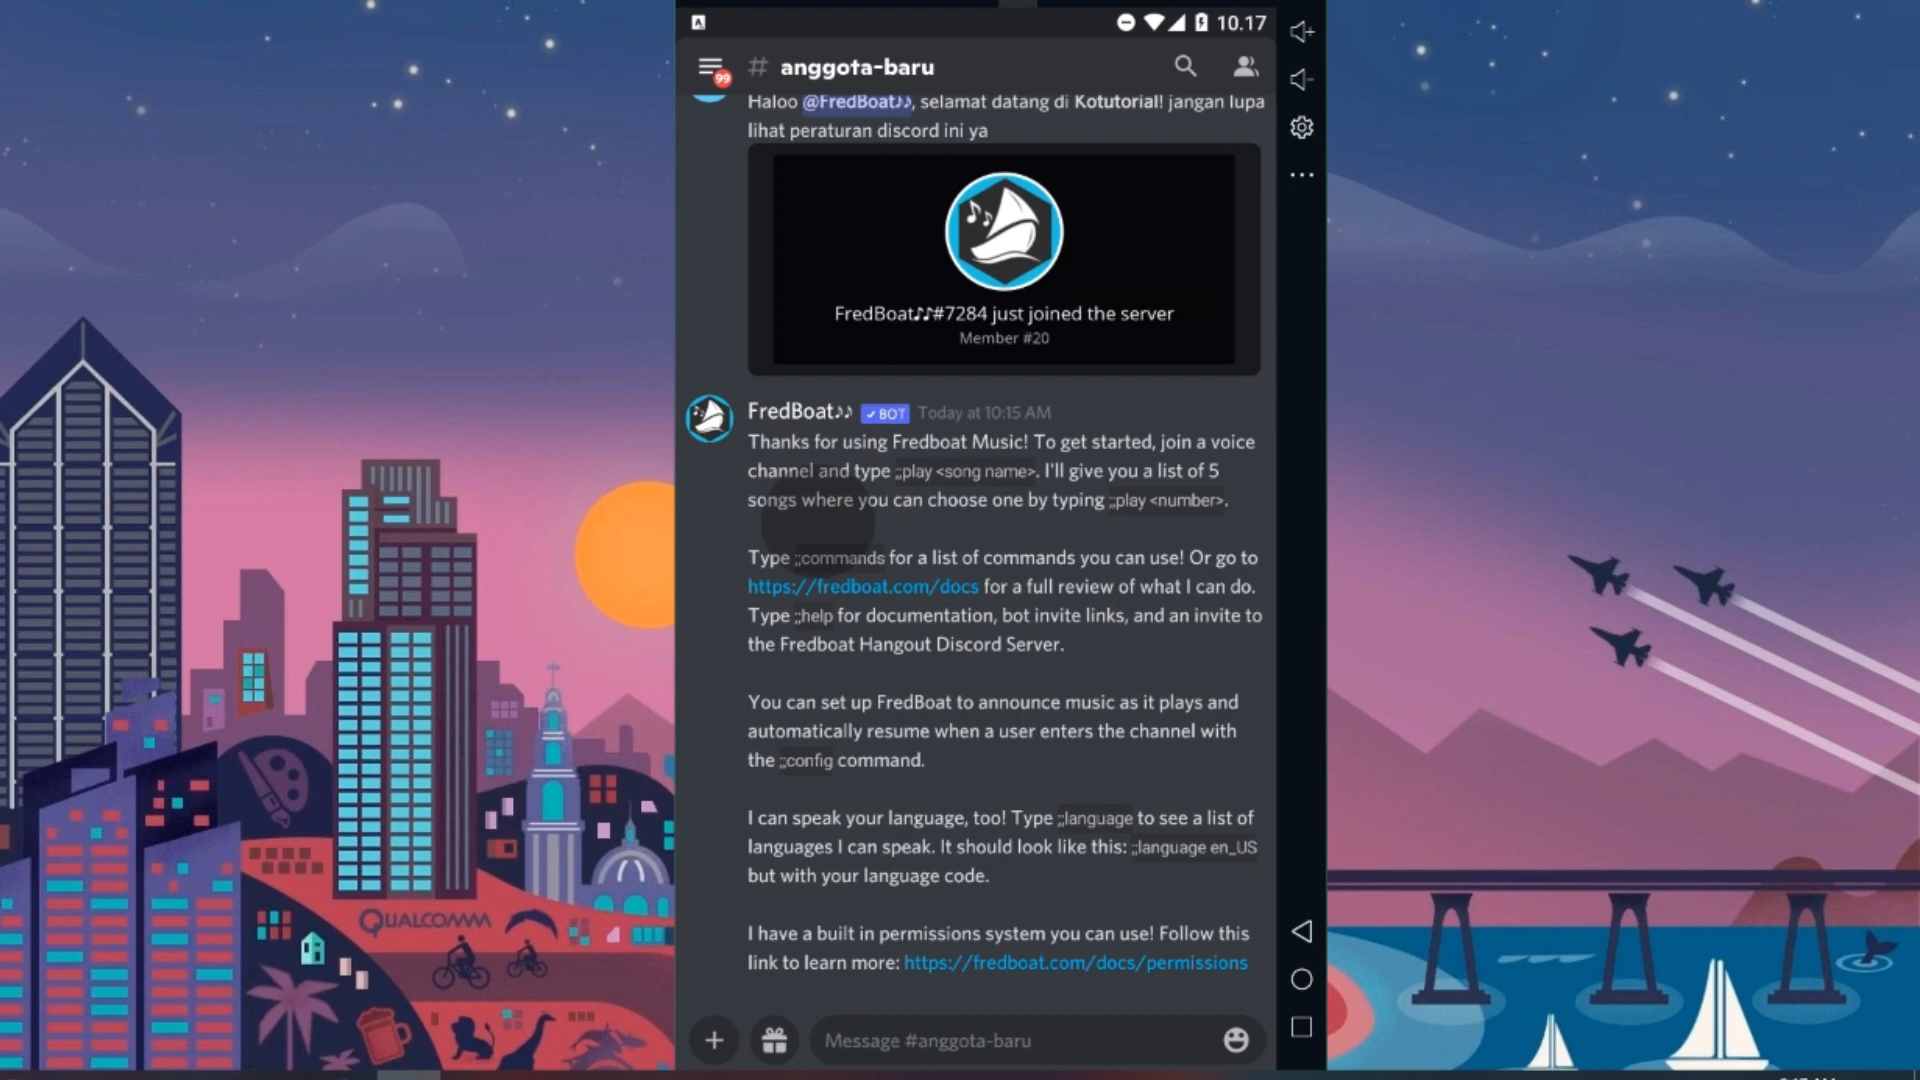 10.17
99
# anggota-baru
Haloo @FredBoat♪♪, selamat datang di Kotutorial! jangan lupa
lihat peraturan discord ini ya
FredBoat♪♪#7284 just joined the server
Member #20
FredBoat♪♪ ✓ BOT Today at 10:15 AM
Thanks for using Fredboat Music! To get started, join a voice
channel and type ;;play <song name>. I'll give you a list of 5
songs where you can choose one by typing ;;play <number>.
Type ;;commands for a list of commands you can use! Or go to
https://fredboat.com/docs for a full review of what I can do.
Type ;;help for documentation, bot invite links, and an invite to
the Fredboat Hangout Discord Server.
You can set up FredBoat to announce music as it plays and
automatically resume when a user enters the channel with
the ;;config command.
I can speak your language, too! Type ;;language to see a list of
languages I can speak. It should look like this: ;;language en_US
but with your language code.
I have a built in permissions system you can use! Follow this
link to learn more: https://fredboat.com/docs/permissions
Message #anggota-baru
QUALCOMM